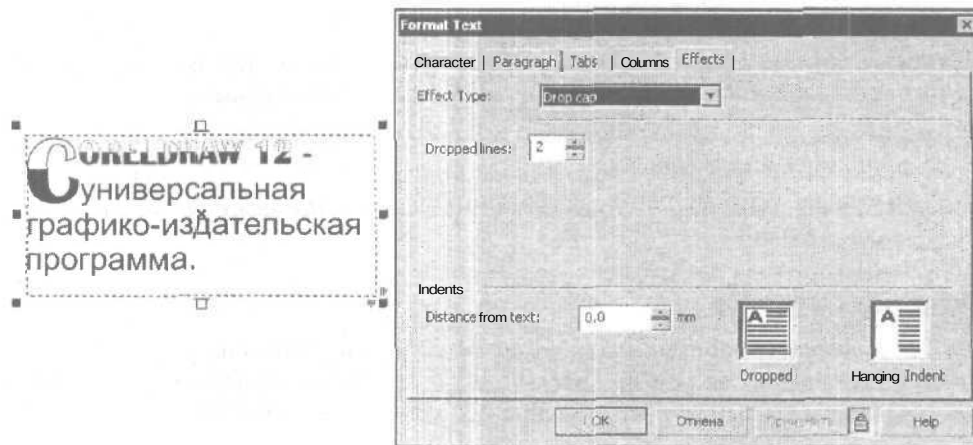 CORELDRAW 12 -
универсальная
графико-издательская
программа.
Format Text
Character | Paragraph | Tabs | Columns Effects |
Effect Type: Drop cap
Dropped lines: 2
Indents
Distance from text: 0,0 mm
Dropped
Hanging Indent
OK Отмена Применить Help